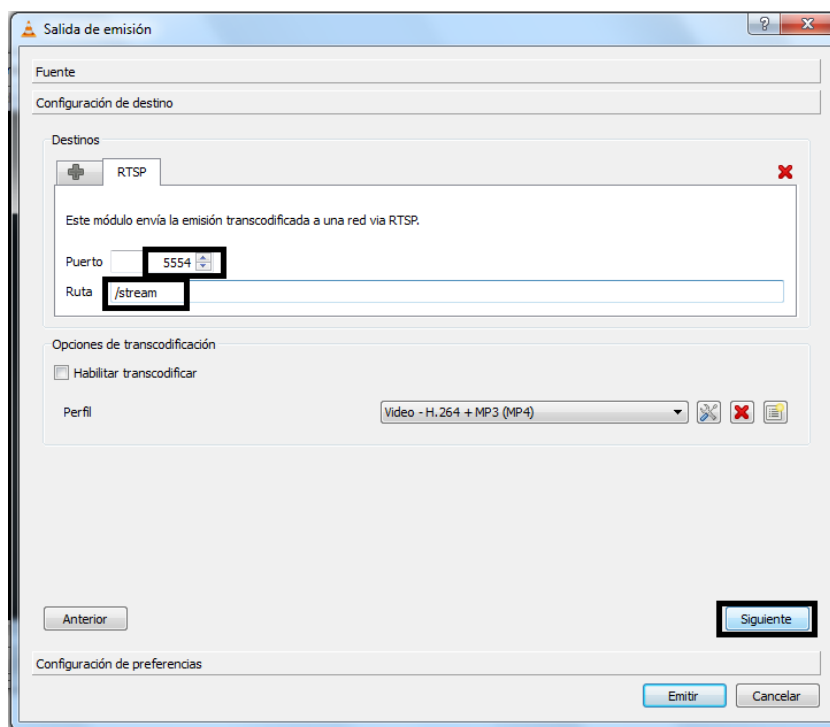 Salida de emisión
Fuente
Configuración de destino
Destinos
RTSP
Este módulo envía la emisión transcodificada a una red via RTSP.
Puerto 5554
Ruta /stream
Opciones de transcodificación
Habilitar transcodificar
Perfil Video - H.264 + MP3 (MP4)
Anterior Siguiente
Configuración de preferencias
Emitir Cancelar